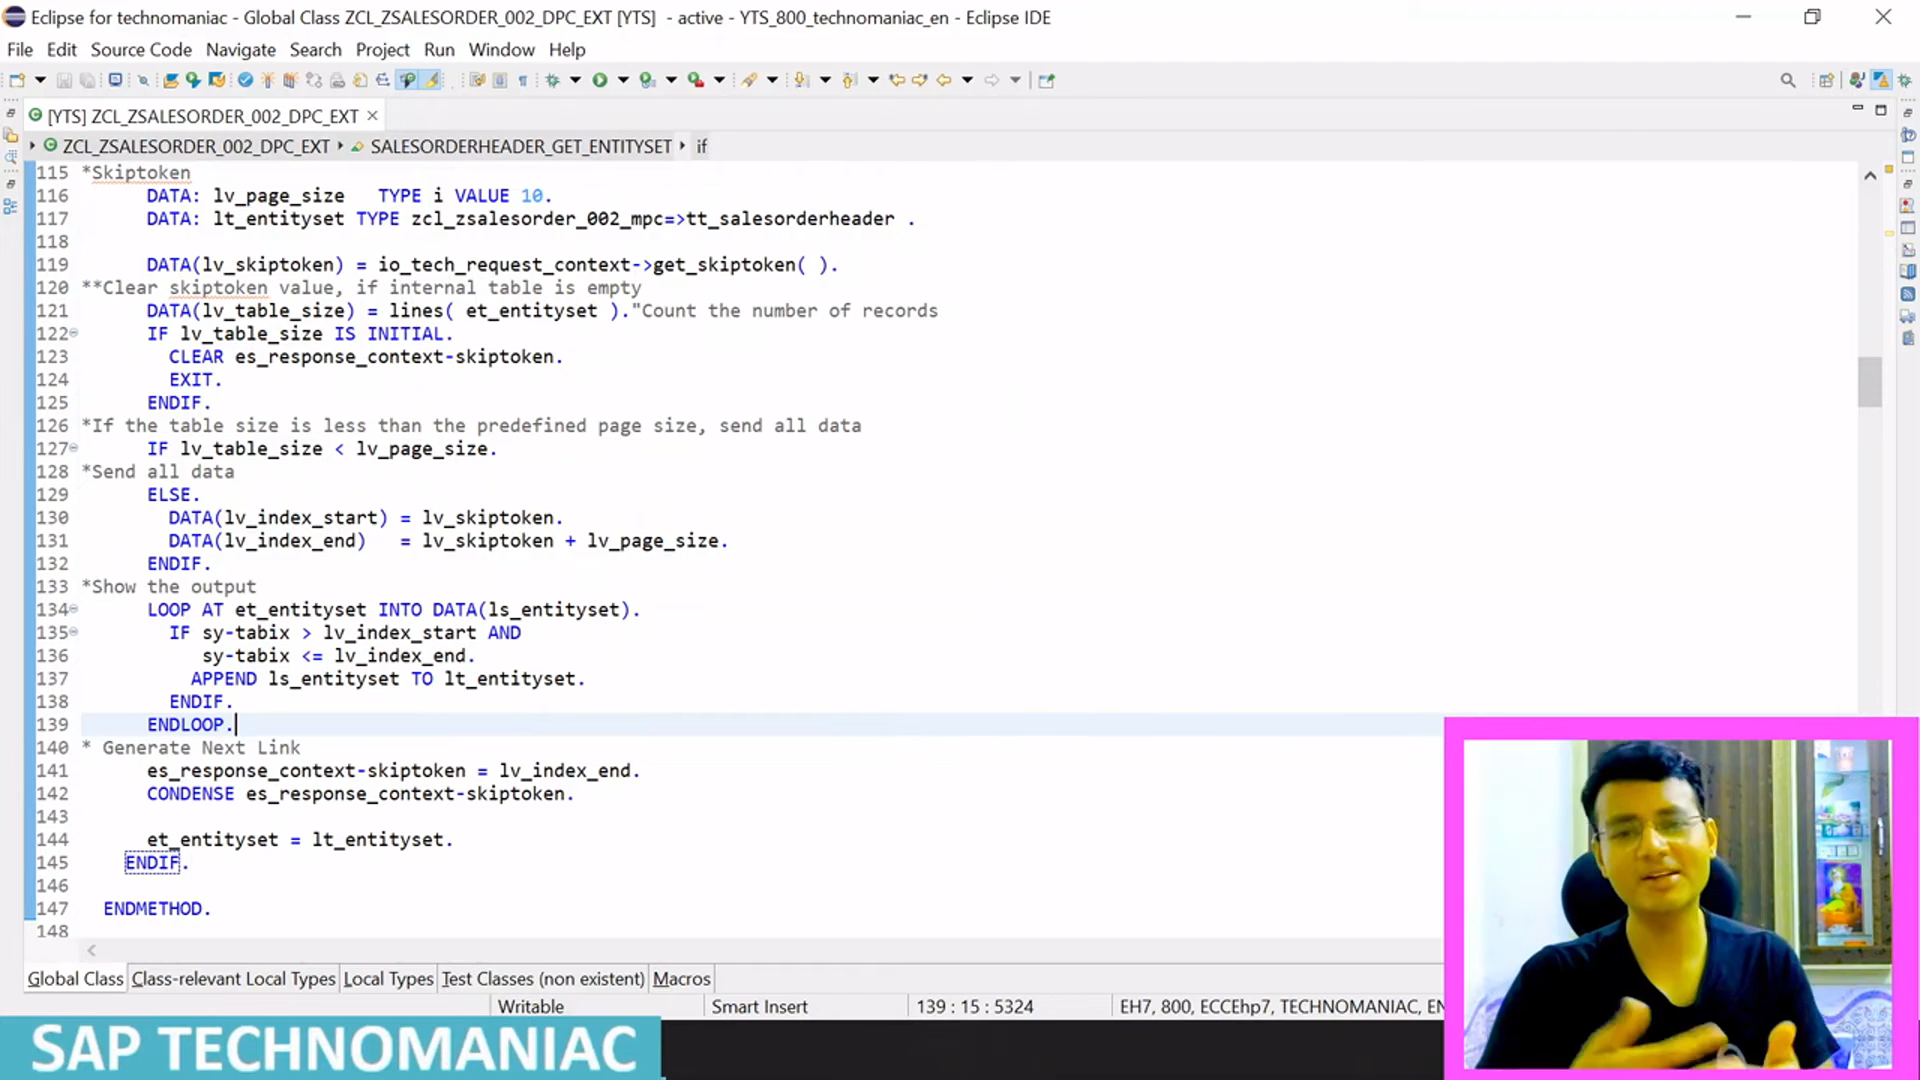 Eclipse for technomaniac - Global Class ZCL_ZSALESORDER_002_DPC_EXT [YTS] - active - YTS_800_technomaniac_en - Eclipse IDE
File Edit Source Code Navigate Search Project Run Window Help
[YTS] ZCL_ZSALESORDER_002_DPC_EXT
ZCL_ZSALESORDER_002_DPC_EXT SALESORDERHEADER_GET_ENTITYSET if
115 *Skiptoken
116 DATA: lv_page_size TYPE i VALUE 10.
117 DATA: lt_entityset TYPE zcl_zsalesorder_002_mpc=>tt_salesorderheader .
118
119 DATA(lv_skiptoken) = io_tech_request_context->get_skiptoken( ).
120 **Clear skiptoken value, if internal table is empty
121 DATA(lv_table_size) = lines( et_entityset )."Count the number of records
122 IF lv_table_size IS INITIAL.
123 CLEAR es_response_context-skiptoken.
124 EXIT.
125 ENDIF.
126 *If the table size is less than the predefined page size, send all data
127 IF lv_table_size < lv_page_size.
128 *Send all data
129 ELSE.
130 DATA(lv_index_start) = lv_skiptoken.
131 DATA(lv_index_end) = lv_skiptoken + lv_page_size.
132 ENDIF.
133 *Show the output
134 LOOP AT et_entityset INTO DATA(ls_entityset).
135 IF sy-tabix > lv_index_start AND
136 sy-tabix <= lv_index_end.
137 APPEND ls_entityset TO lt_entityset.
138 ENDIF.
139 ENDLOOP.
140 * Generate Next Link
141 es_response_context-skiptoken = lv_index_end.
142 CONDENSE es_response_context-skiptoken.
143
144 et_entityset = lt_entityset.
145 ENDIF.
146
147 ENDMETHOD.
148
Global Class Class-relevant Local Types Local Types Test Classes (non existent) Macros
Writable Smart Insert 139 : 15 : 5324 EH7, 800, ECCEhp7, TECHNOMANIAC, EN
SAP TECHNOMANIAC